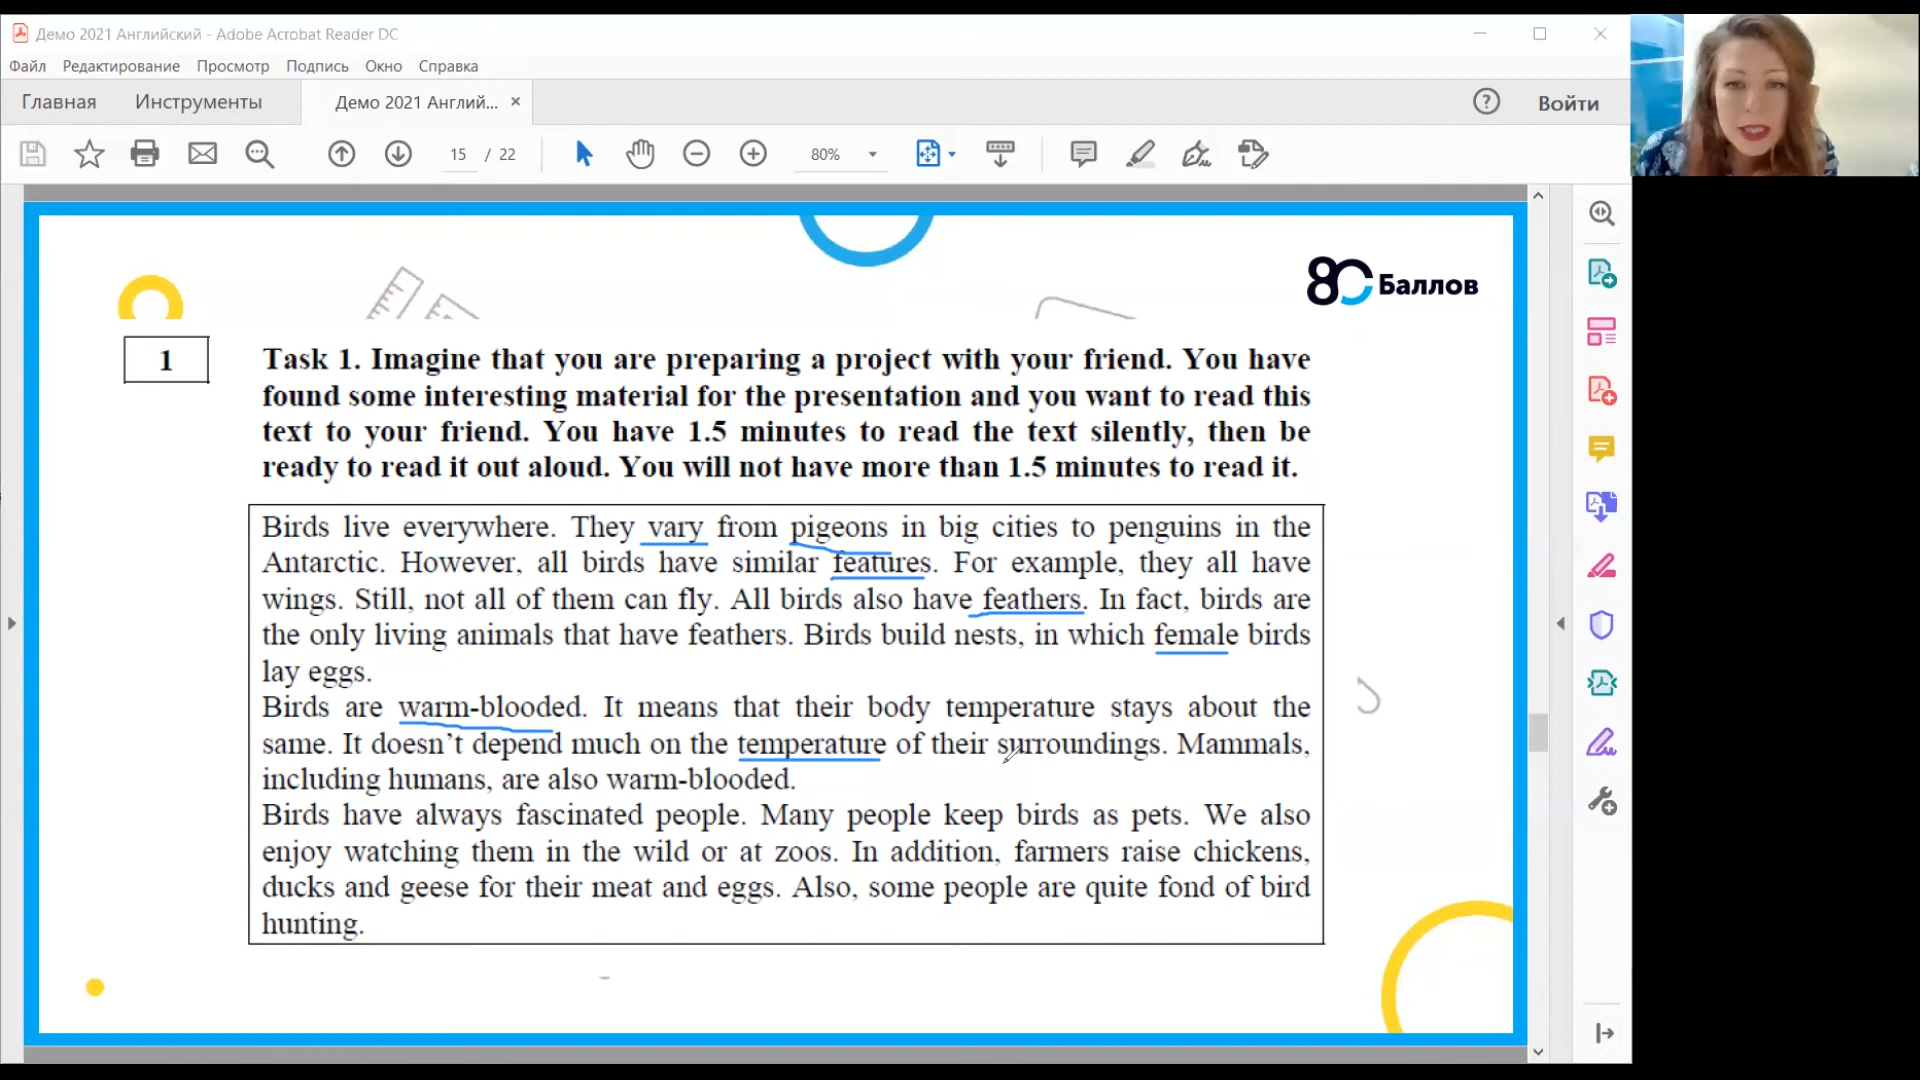 Демо 2021 Английский - Adobe Acrobat Reader DC
Файл Редактирование Просмотр Подпись Окно Справка
Главная Инструменты Демо 2021 Англий... × Войти
15 / 22 80%
80 Баллов
1
Task 1. Imagine that you are preparing a project with your friend. You have
found some interesting material for the presentation and you want to read this
text to your friend. You have 1.5 minutes to read the text silently, then be
ready to read it out aloud. You will not have more than 1.5 minutes to read it.
Birds live everywhere. They vary from pigeons in big cities to penguins in the
Antarctic. However, all birds have similar features. For example, they all have
wings. Still, not all of them can fly. All birds also have feathers. In fact, birds are
the only living animals that have feathers. Birds build nests, in which female birds
lay eggs.
Birds are warm-blooded. It means that their body temperature stays about the
same. It doesn’t depend much on the temperature of their surroundings. Mammals,
including humans, are also warm-blooded.
Birds have always fascinated people. Many people keep birds as pets. We also
enjoy watching them in the wild or at zoos. In addition, farmers raise chickens,
ducks and geese for their meat and eggs. Also, some people are quite fond of bird
hunting.